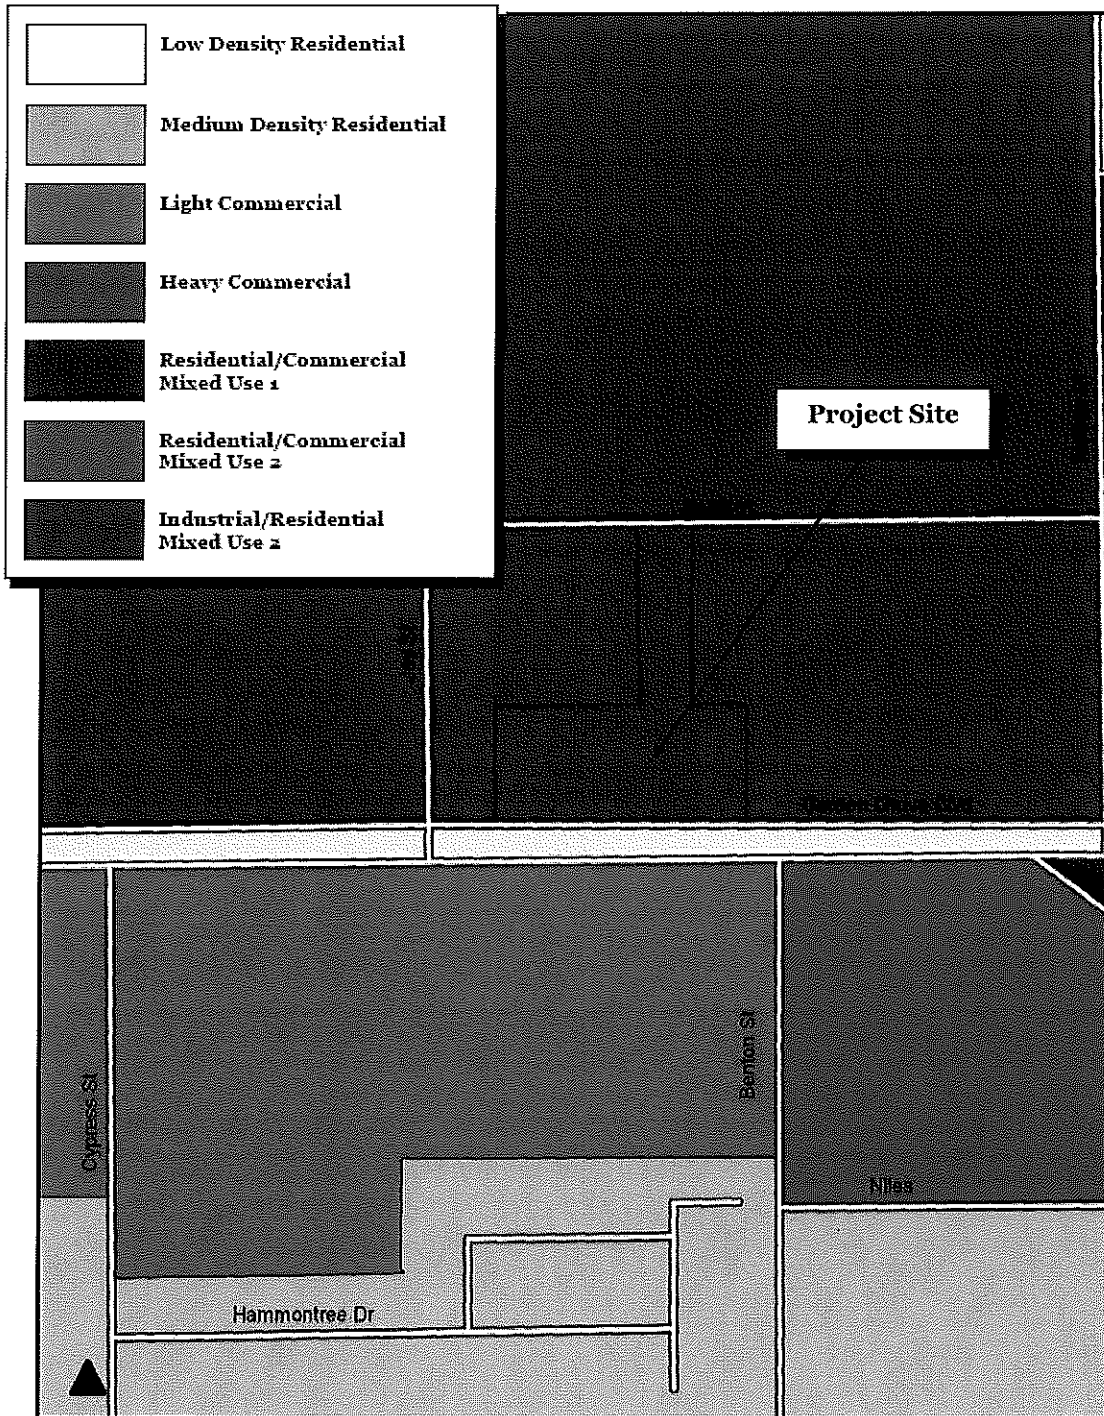 Low Density Residential
Medium Density Residential
Light Commercial
Heavy Commercial
Residential/Commercial
Mixed Use 1
Residential/Commercial
Mixed Use 2
Industrial/Residential
Mixed Use 2
Project Site
Cypress St
Benton St
Niles
Hammontree Dr